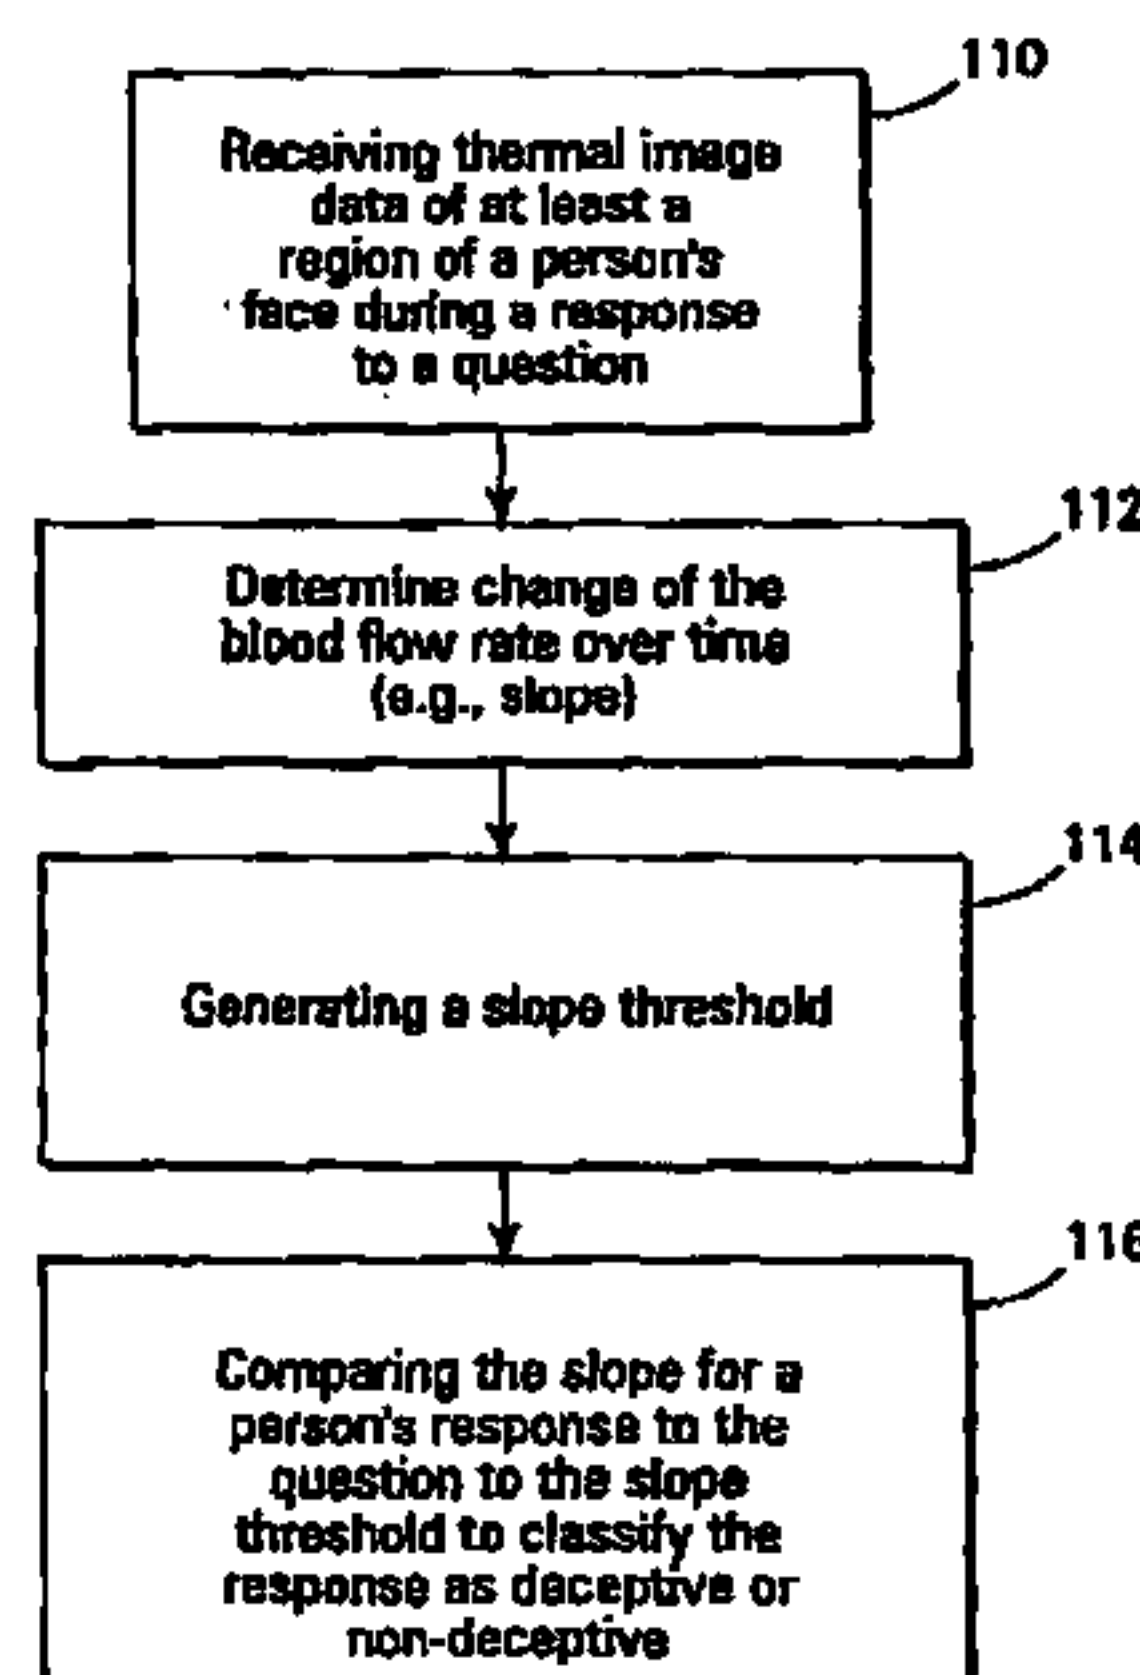 110
Receiving thermal image
data of at least a
region of a person's
face during a response
to a question
112
Determine change of the
blood flow rate over time
(e.g., slope)
114
Generating a slope threshold
116
Comparing the slope for a
person's response to the
question to the slope
threshold to classify the
response as deceptive or
non-deceptive